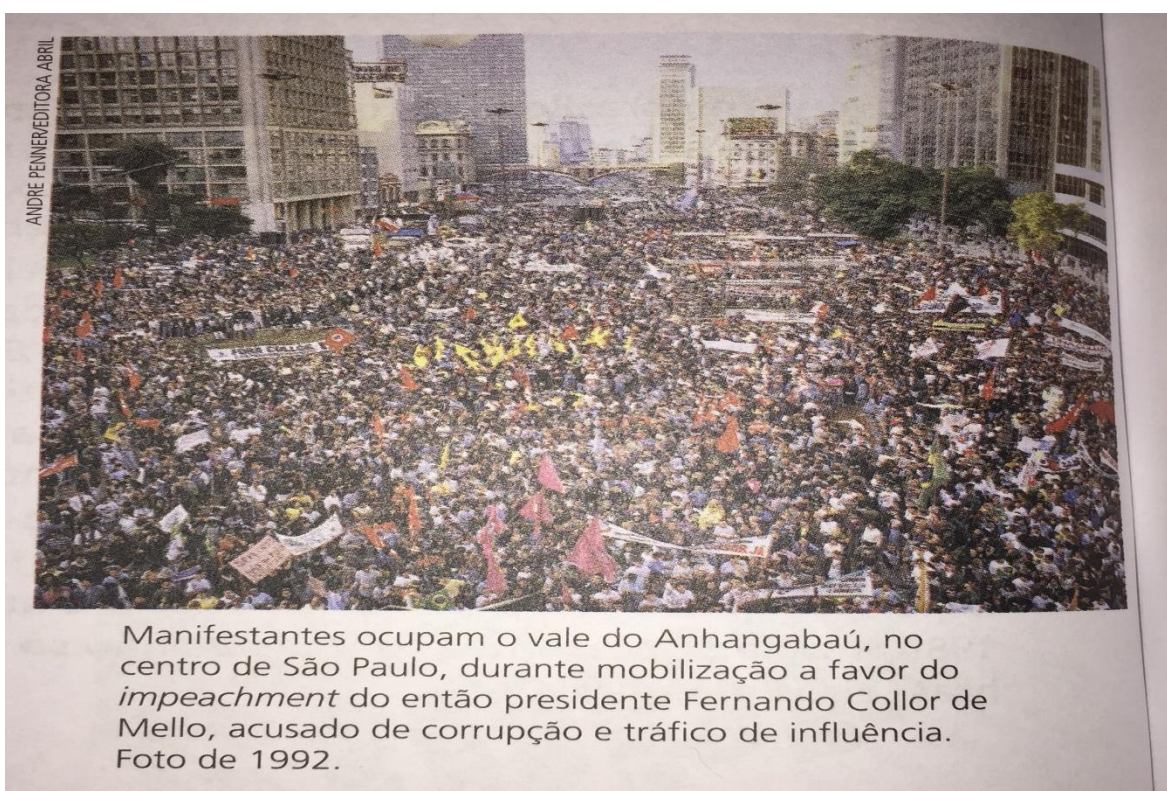 ANDRE PENNER/EDITORA ABRIL
Manifestantes ocupam o vale do Anhangabaú, no
centro de São Paulo, durante mobilização a favor do
impeachment do então presidente Fernando Collor de
Mello, acusado de corrupção e tráfico de influência.
Foto de 1992.